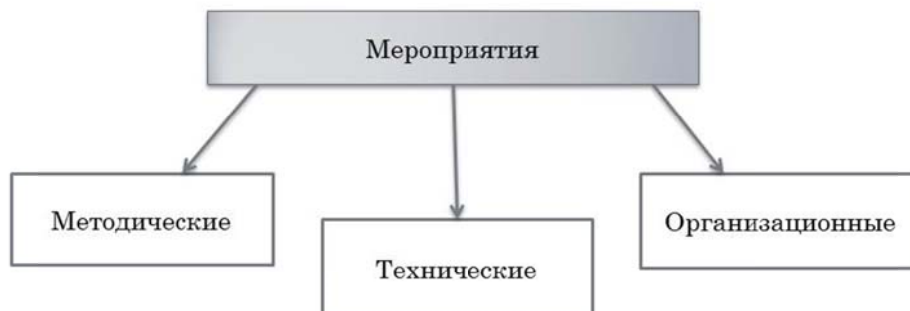 Мероприятия
Методические
Технические
Организационные